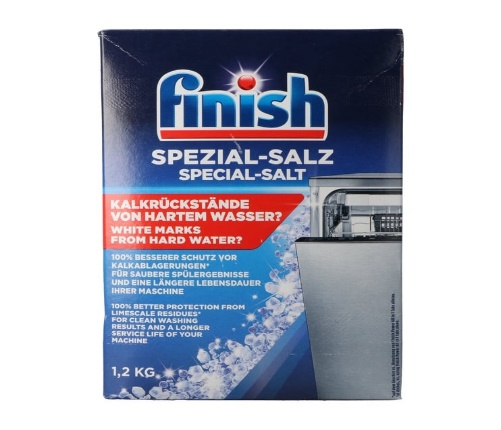 finish
SPEZIAL-SALZ
SPECIAL-SALT
KALKRÜCKSTÄNDE
VON HARTEM WASSER?
WHITE MARKS
FROM HARD WATER?
100% BESSERER SCHUTZ VOR
KALKABLAGERUNGEN*
FÜR SAUBERE SPÜLERGEBNISSE
UND EINE LÄNGERE LEBENSDAUER
IHRER MASCHINE
100% BETTER PROTECTION FROM
LIMESCALE RESIDUES*
FOR CLEAN WASHING
RESULTS AND A LONGER
SERVICE LIFE OF YOUR
MACHINE
1,2 KG